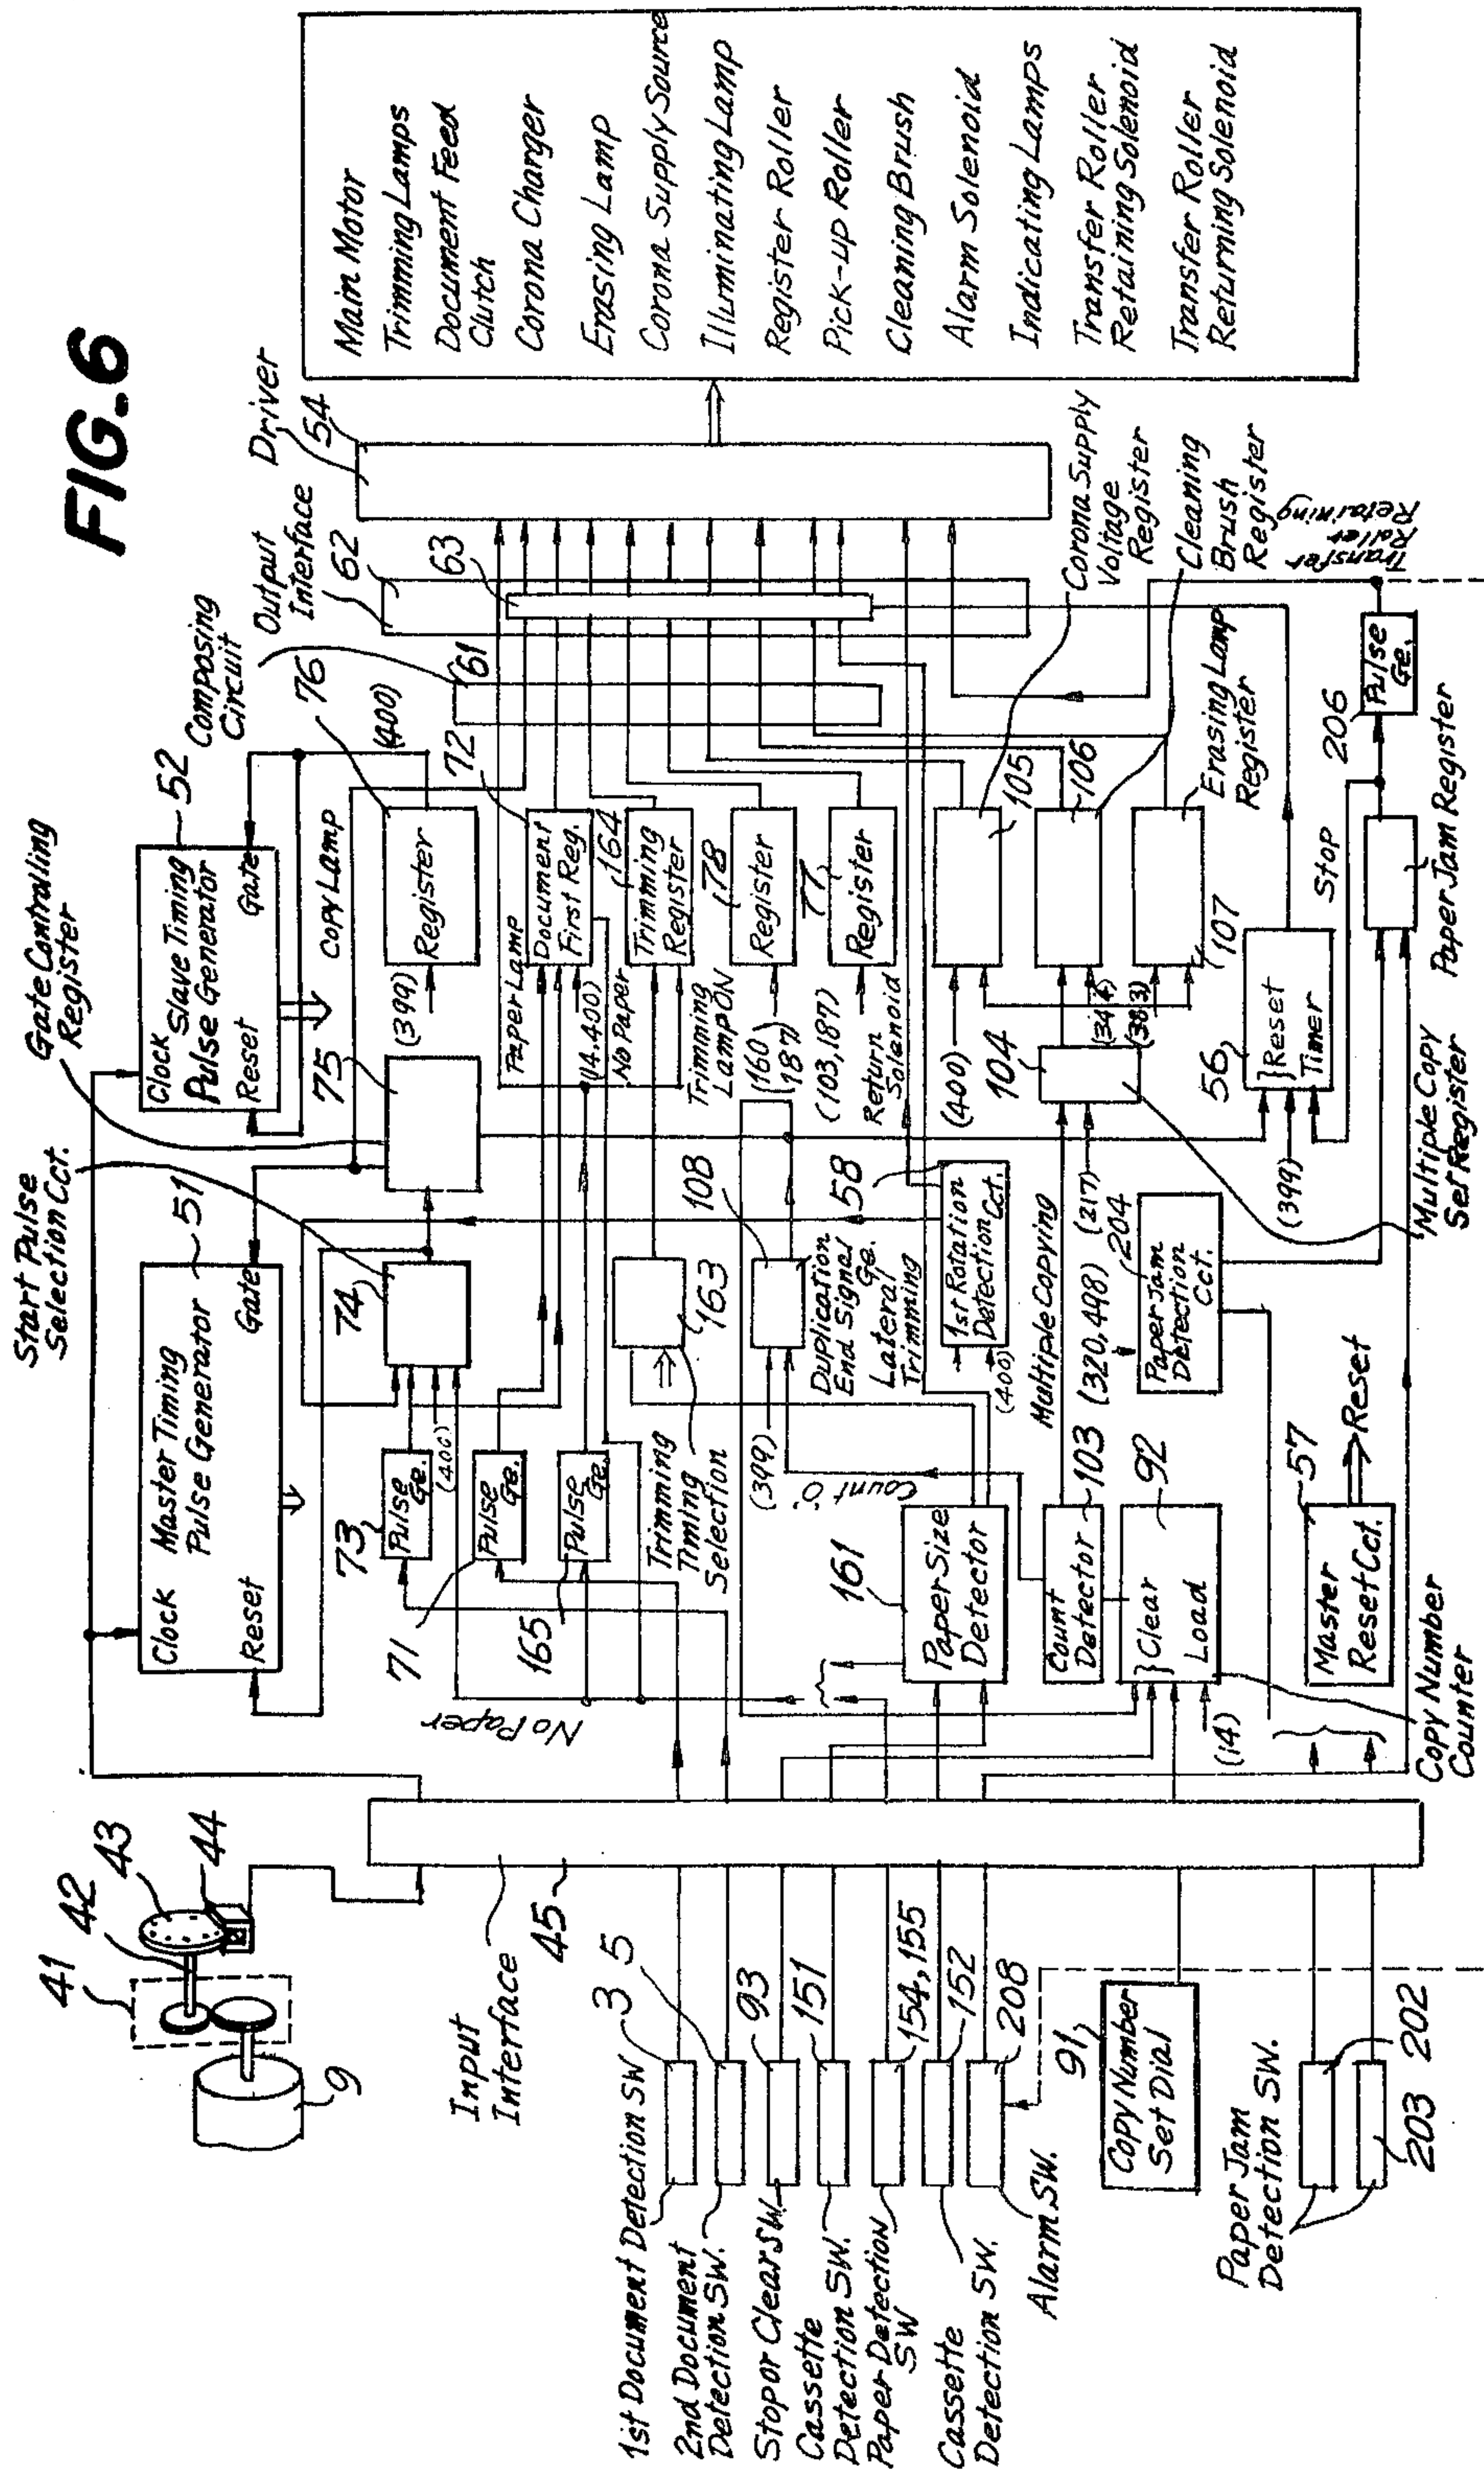 FIG.6
41
42
43
44
9
Input
Interface
45
1st Document Detection SW
3
2nd Document
Detection SW.
5
Stop or Clear SW.
93
Cassette
Detection SW.
151
Paper Detection
SW
154, 155
Cassette
Detection SW.
152
Alarm SW.
208
91
Copy Number
Set Dial
Paper Jam
Detection SW.
202
203
Start Pulse
Selection Cct.
51
Clock
Master Timing
Pulse Generator
Gate
Reset
Gate Controlling
Register
52
Clock
Slave Timing
Pulse Generator
Gate
Reset
Copy Lamp
73
Pulse
Ge.
(400)
71
Pulse
Ge.
165
Pulse
Ge.
No Paper
74
75
Trimming
Timing
Selection
163
(399)
Count "0"
108
Duplication
End Signal
Ge.
Lateral
Trimming
58
1st Rotation
Detection Cct.
(400)
161
Paper Size
Detector
Count
Detector
103
Multiple Copying
(320, 498)
(217)
104
Clear
Load
92
(14)
Copy Number
Counter
Master
Reset Cct.
57
Reset
204
Paper Jam
Detection
Cct.
Multiple Copy
Set Register
Composing
Circuit
76
(400)
Register
(399)
72
Document
First Reg.
Paper Lamp
(14.400)
No Paper
164
Trimming
Register
Trimming
Lamp ON
78
Register
(160)
187)
77
Register
(103,187)
Return
Solenoid
105
(400)
106
(344)
(383)
107
Erasing Lamp
Register
56
Reset
Timer
(399)
Stop
Paper Jam Register
206
Pulse
Ge.
Output
Interface
62
63
61
Driver
54
Corona Supply
Voltage
Register
Cleaning
Brush
Register
Transfer
Roller
Retaining
Main Motor
Trimming Lamps
Document Feed
Clutch
Corona Changer
Erasing Lamp
Corona Supply Source
Illuminating Lamp
Register Roller
Pick-up Roller
Cleaning Brush
Alarm Solenoid
Indicating Lamps
Transfer Roller
Retaining Solenoid
Transfer Roller
Returning Solenoid